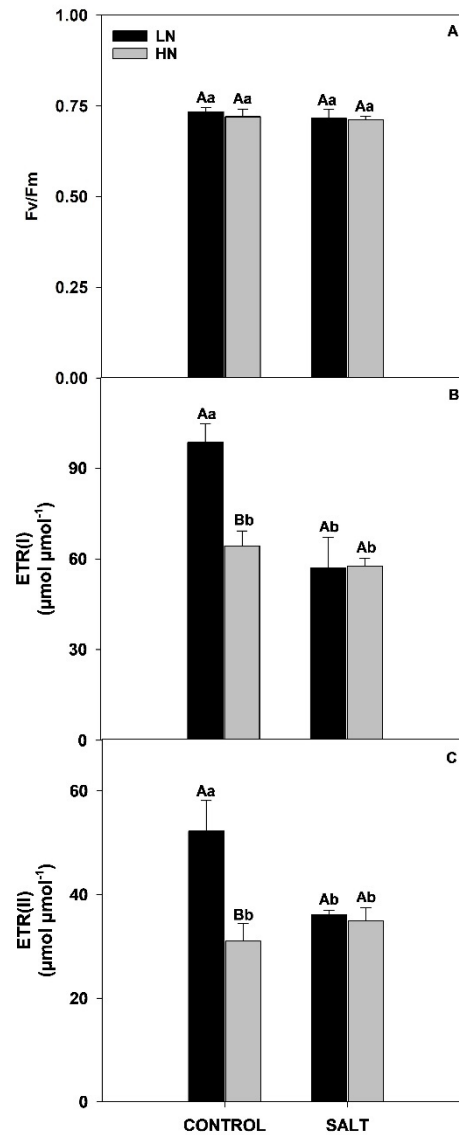 1.00
LN
HN
A
Aa Aa Aa Aa
0.75
Fv/Fm
0.50
0.25
0.00
B
Aa
90
Bb
Ab Ab
ETR(I)
(µmol µmol⁻¹)
60
30
0
C
60
Aa
Bb
Ab Ab
ETR(II)
(µmol µmol⁻¹)
40
20
0
CONTROL SALT